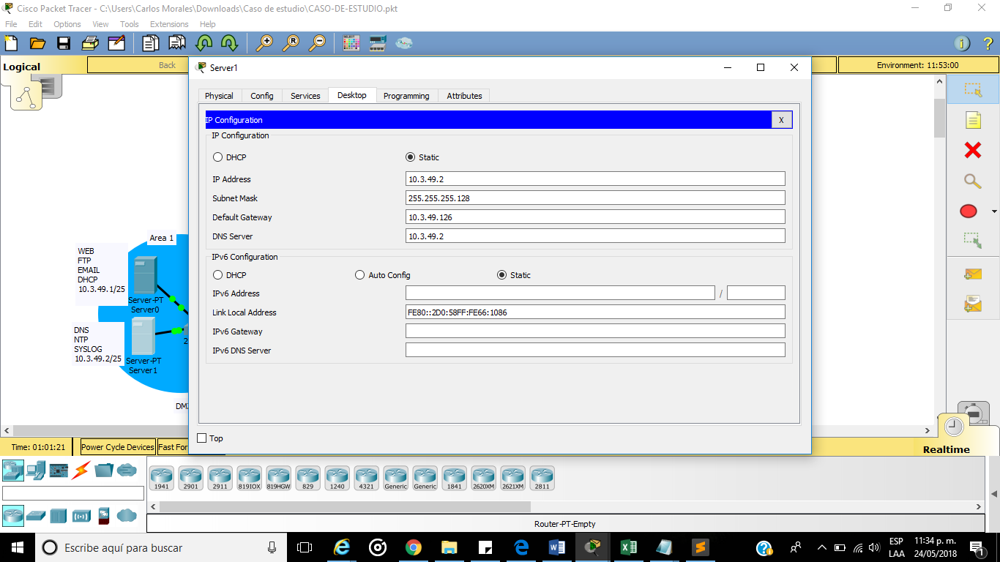 Cisco Packet Tracer - C:\Users\Carlos Morales\Downloads\Caso de estudio\CASO-DE-ESTUDIO.pkt
File Edit Options View Tools Extensions Help
Logical
Back
Environment: 11:53:00
Server1
Physical Config Services Desktop Programming Attributes
IP Configuration X
IP Configuration
DHCP Static
IP Address 10.3.49.2
Subnet Mask 255.255.255.128
Default Gateway 10.3.49.126
DNS Server 10.3.49.2
IPv6 Configuration
DHCP Auto Config Static
IPv6 Address /
Link Local Address FE80::2D0:58FF:FE66:1086
IPv6 Gateway
IPv6 DNS Server
Top
Area 1
WEB
FTP
EMAIL
DHCP
10.3.49.1/25
Server-PT
Server0
DNS
NTP
SYSLOG
10.3.49.2/25
Server-PT
Server1
2
DMZ
Time: 01:01:21 Power Cycle Devices Fast For
Realtime
1941 2901 2911 819IOX 819HGW 829 1240 4321 Generic Generic 1841 2620XM 2621XM 2811
Router-PT-Empty
Escribe aquí para buscar
ESP 11:34 p. m.
LAA 24/05/2018
1